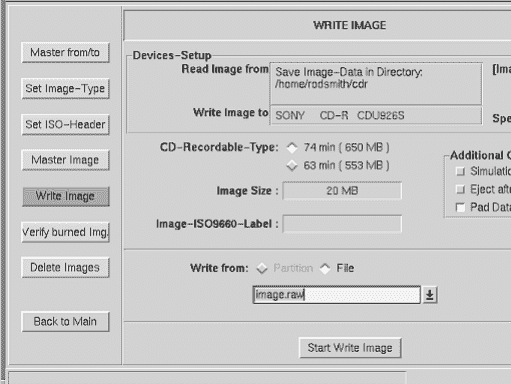 WRITE IMAGE
Master from/to
Set Image-Type
Set ISO-Header
Master Image
Write Image
Verify burned Img.
Delete Images
Back to Main
Devices-Setup
Read Image from
Save Image-Data in Directory:
/home/rodsmith/cdr
[Ima
Write Image to
SONY CD-R CDU926S
Spe
CD-Recordable-Type:
74 min ( 650 MB )
63 min ( 553 MB )
Image Size :
20 MB
Image-ISO9660-Label :
Additional O
Simulatio
Eject afte
Pad Data
Write from:
Partition
File
image.raw
Start Write Image